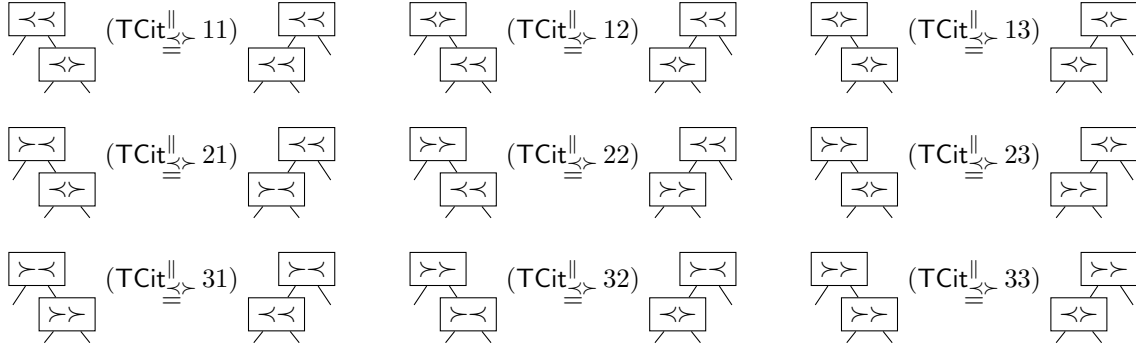 ≺≺ (TCit^∥_≺≻ 11) ≺≺ ≺≻ (TCit^∥_≺≻ 12) ≺≺ ≺≻ (TCit^∥_≺≻ 13) ≺≻
≺≻ = ≺≺ ≺≺ = ≺≻ ≺≻ = ≺≻
≻≺ (TCit^∥_≺≻ 21) ≺≺ ≻≻ (TCit^∥_≺≻ 22) ≺≺ ≻≻ (TCit^∥_≺≻ 23) ≺≻
≺≻ = ≻≺ ≺≺ = ≻≻ ≺≻ = ≻≻
≻≺ (TCit^∥_≺≻ 31) ≻≺ ≻≻ (TCit^∥_≺≻ 32) ≻≺ ≻≻ (TCit^∥_≺≻ 33) ≻≻
≻≻ = ≺≺ ≻≺ = ≺≻ ≻≻ = ≺≻